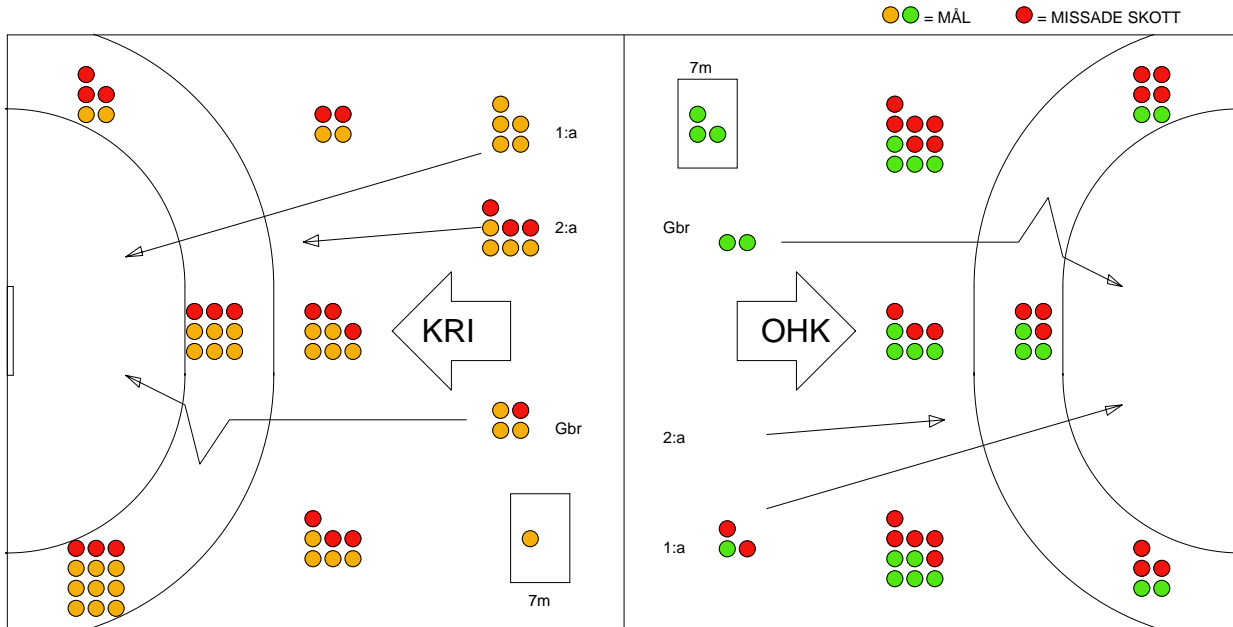 = MÅL = MISSADE SKOTT
7m
1:a
2:a
Gbr
KRI
OHK
Gbr
2:a
1:a
7m